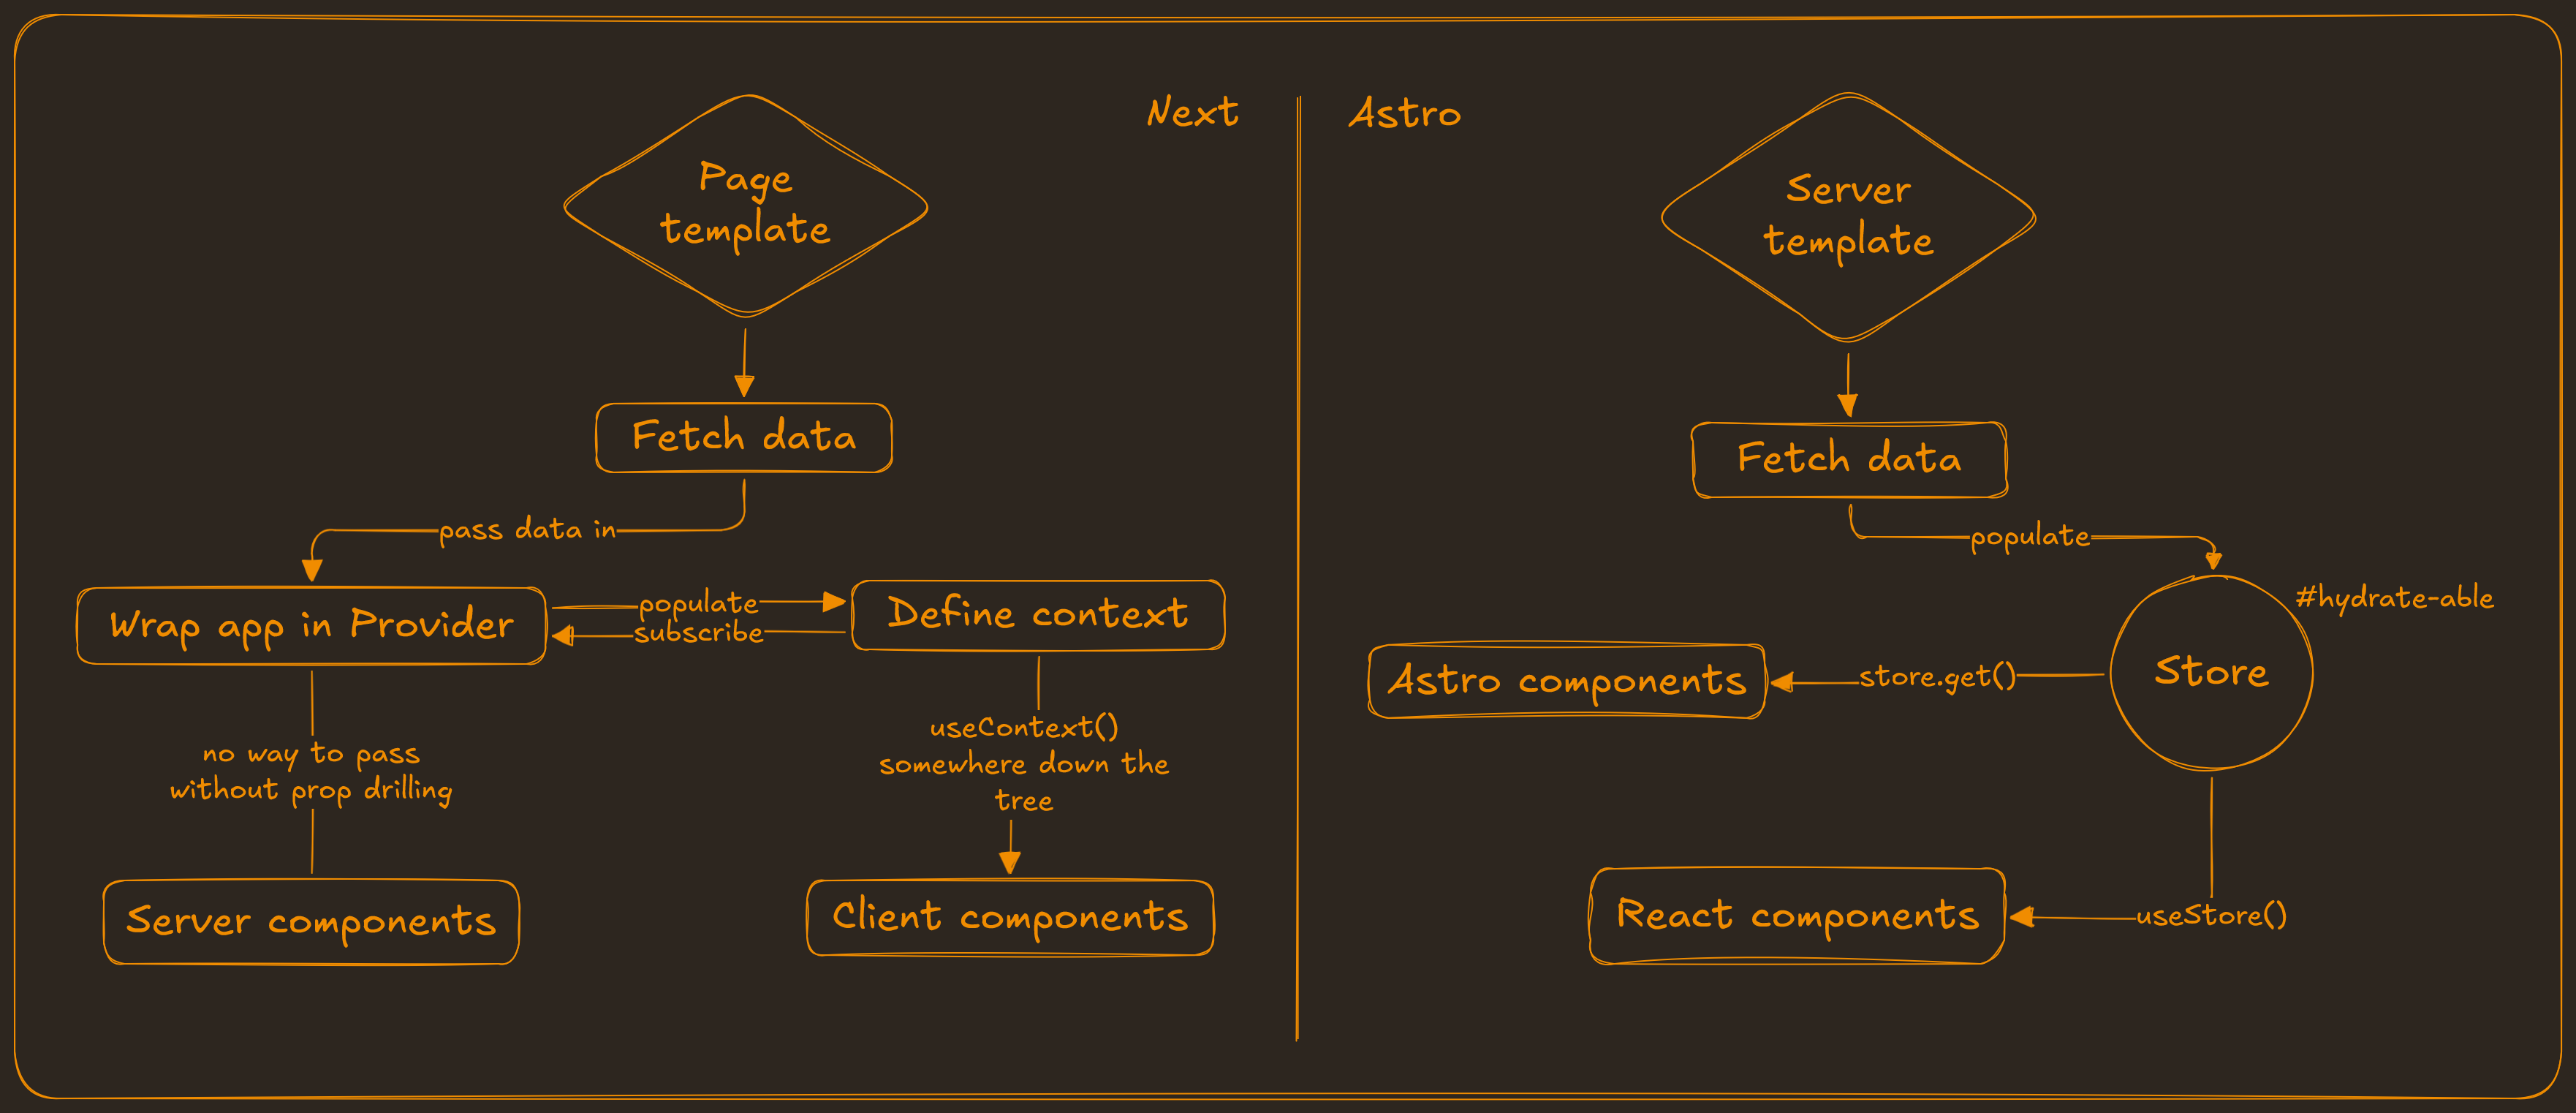 Next
Astro
Page
template
Fetch data
pass data in
Wrap app in Provider
populate
subscribe
Define context
no way to pass
without prop drilling
useContext()
somewhere down the
tree
Server components
Client components
Server
template
Fetch data
populate
#hydrate-able
Store
store.get()
Astro components
useStore()
React components